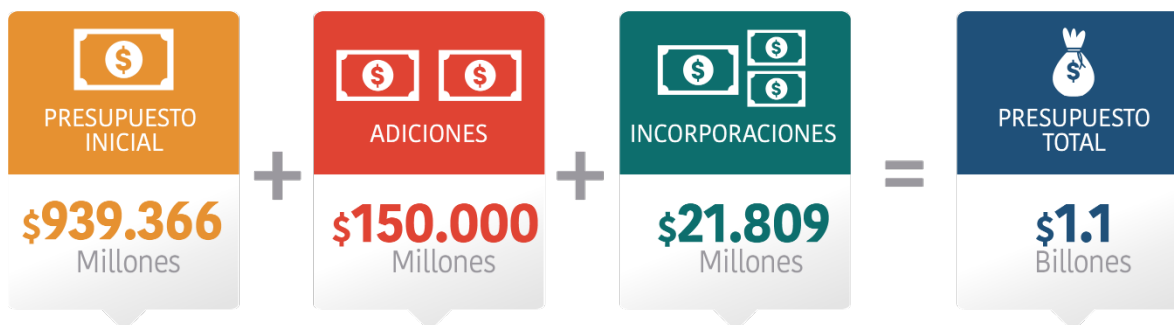 PRESUPUESTO
INICIAL
$939.366
Millones
+
ADICIONES
$150.000
Millones
+
INCORPORACIONES
$21.809
Millones
=
PRESUPUESTO
TOTAL
$1.1
Billones